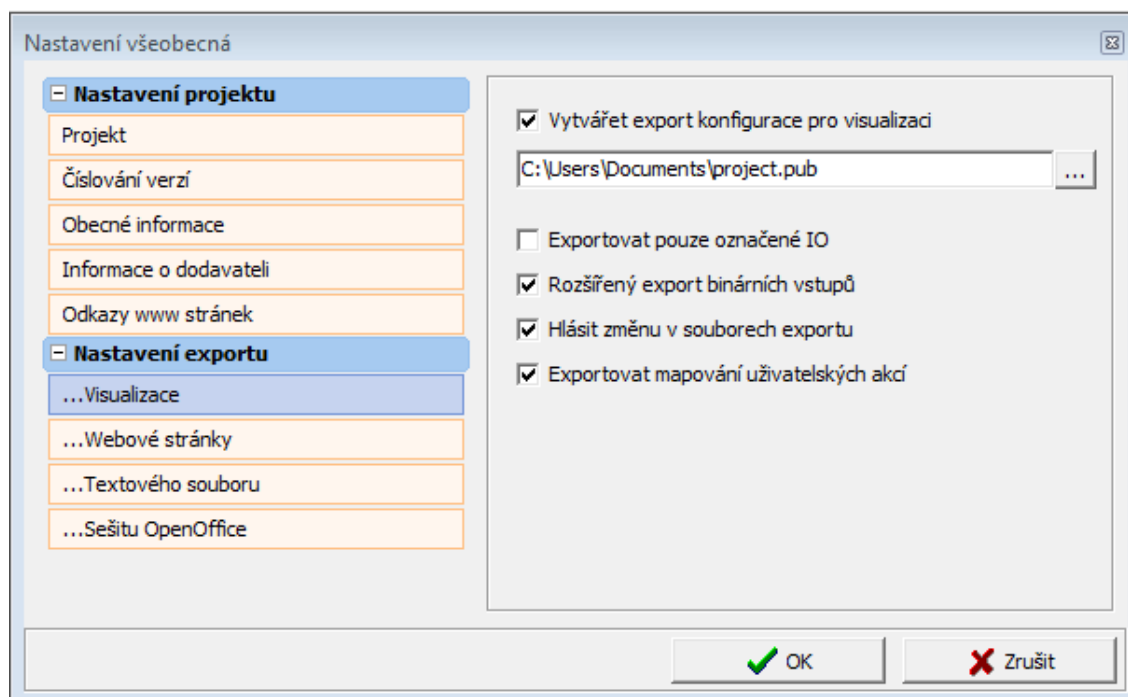 Nastavení všeobecná
Nastavení projektu
Projekt
Číslování verzí
Obecné informace
Informace o dodavateli
Odkazy www stránek
Nastavení exportu
...Visualizace
...Webové stránky
...Textového souboru
...Sešitu OpenOffice
Vytvářet export konfigurace pro visualizaci
C:\Users\Documents\project.pub
...
Exportovat pouze označené IO
Rozšířený export binárních vstupů
Hlásit změnu v souborech exportu
Exportovat mapování uživatelských akcí
OK
Zrušit